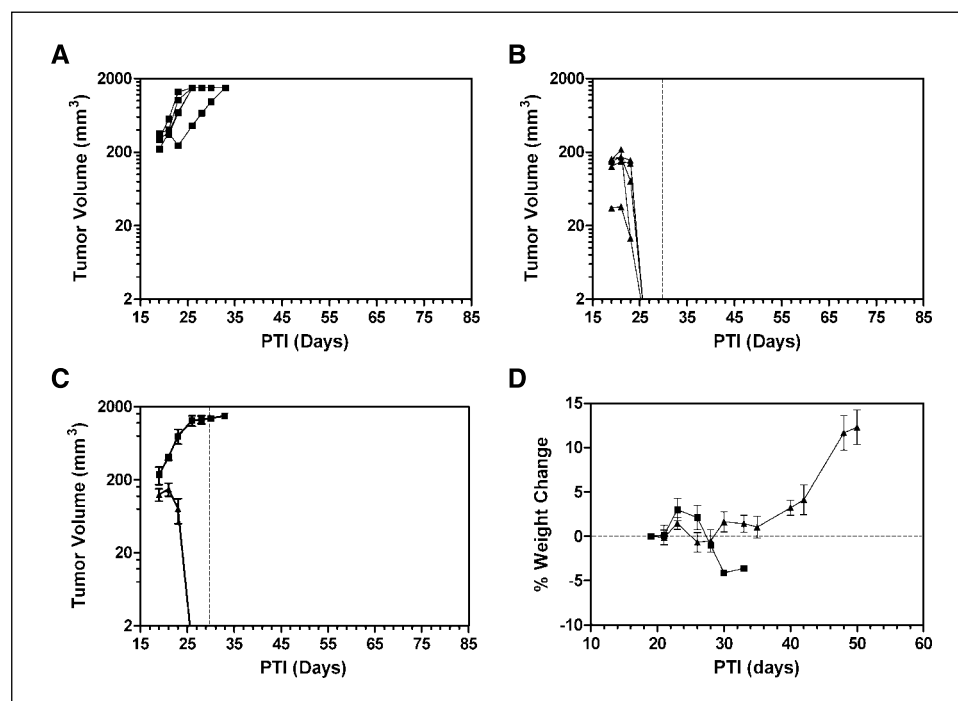 A
Tumor Volume (mm3)
2000
200
20
2
15 25 35 45 55 65 75 85
PTI (Days)
B
Tumor Volume (mm3)
2000
200
20
2
15 25 35 45 55 65 75 85
PTI (Days)
C
Tumor Volume (mm3)
2000
200
20
2
15 25 35 45 55 65 75 85
PTI (Days)
D
% Weight Change
15
10
5
0
-5
-10
10 20 30 40 50 60
PTI (days)